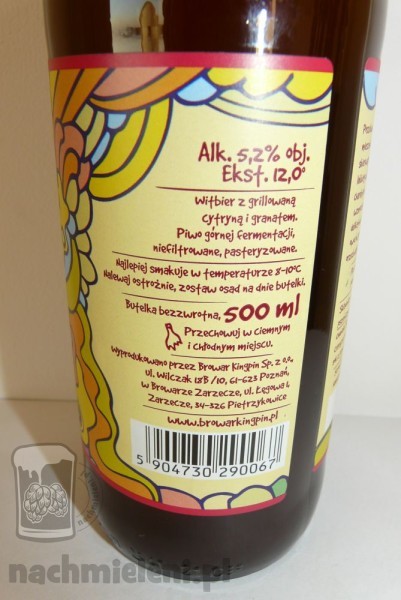 Alk. 5,2% obj.
Ekst. 12,0°
Witbier z grillowaną
cytryną i granatem.
Piwo górnej fermentacji,
niefiltrowane, pasteryzowane.
Najlepiej smakuje w temperaturze 8-10°C
Nalewaj ostrożnie, zostaw osad na dnie butelki.
Butelka bezzwrotna, 500 ml
Przechowuj w ciemnym
i chłodnym miejscu.
Wyprodukowano przez Browar Kingpin Sp. z o.o.
ul. Wilczak 18B / 10, 61-623 Poznań,
w Browarze Zarzecze, ul. Łęgowa 4
Zarzecze, 34-326 Pietrzykowice
www.browarkingpin.pl
5 904730 290067
nachmieleni.pl